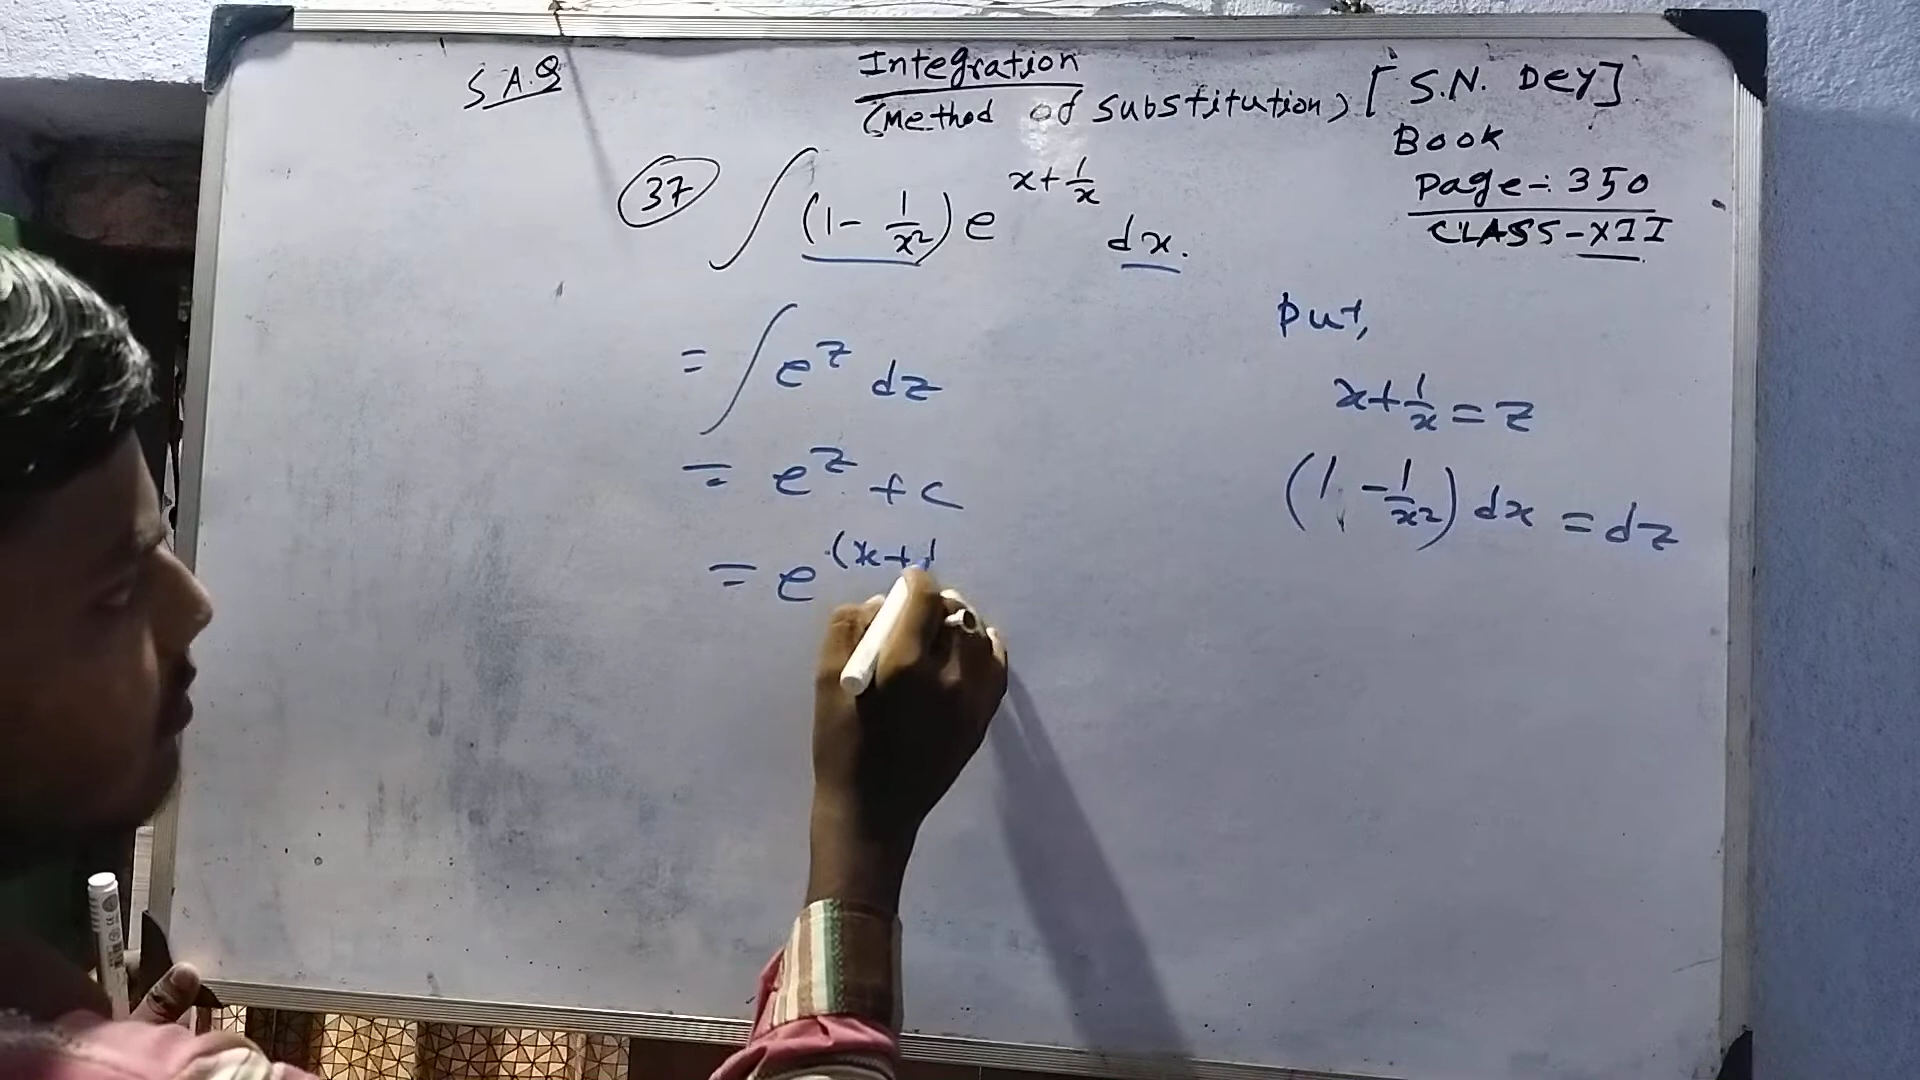 S.A.Q
Integration
(Method of Substitution) [S.N. Dey]
Book
Page-: 350
CLASS-XII
37 ∫(1 - 1/x²) e^(x+1/x) dx.
Put,
= ∫ e^z dz
x + 1/x = z
= e^z + c
(1 - 1/x²) dx = dz
= e^(x+1